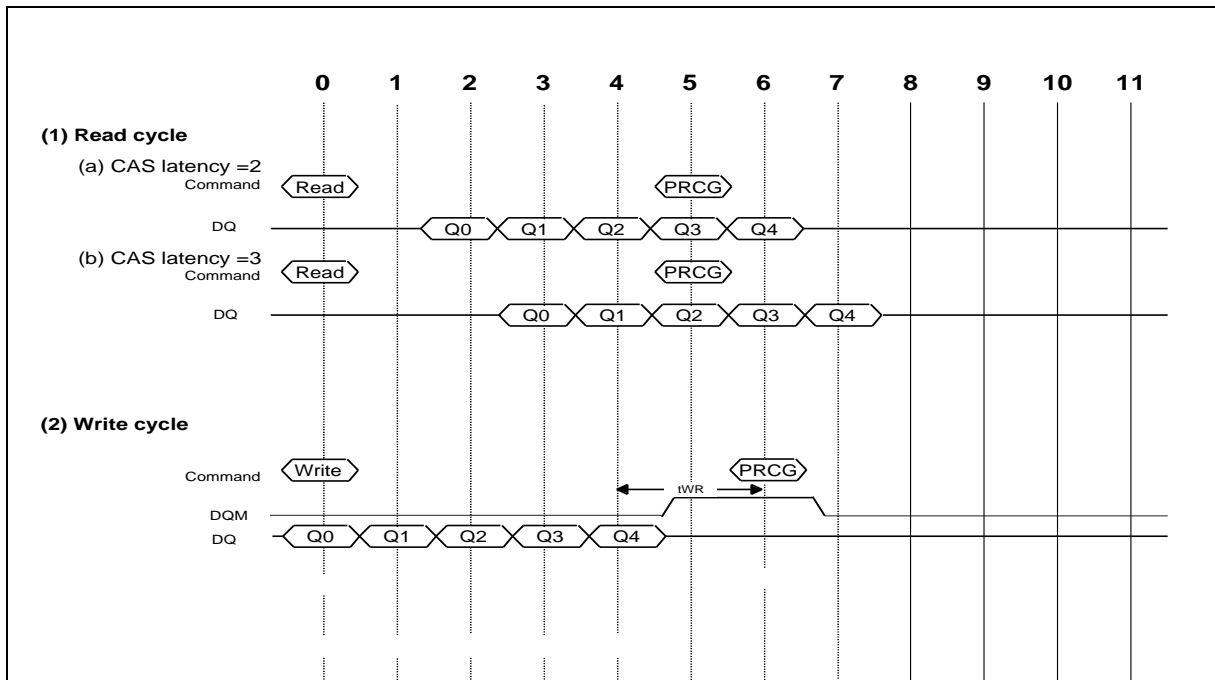 0 1 2 3 4 5 6 7 8 9 10 11
(1) Read cycle
(a) CAS latency =2
Command Read PRCG
DQ Q0 Q1 Q2 Q3 Q4
(b) CAS latency =3
Command Read PRCG
DQ Q0 Q1 Q2 Q3 Q4
(2) Write cycle
Command Write PRCG
tWR
DQM
DQ Q0 Q1 Q2 Q3 Q4